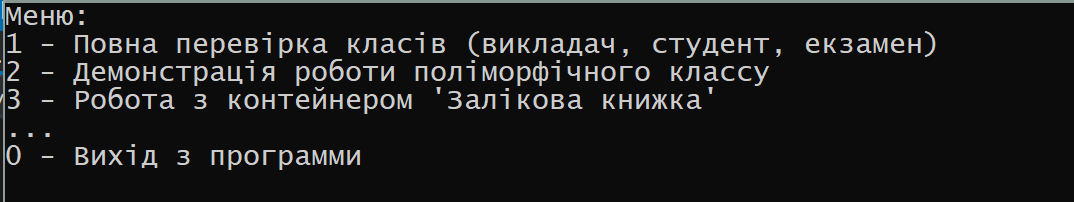 Меню:
1 - Повна перевірка класів (викладач, студент, екзамен)
2 - Демонстрація роботи поліморфічного классу
3 - Робота з контейнером 'Залікова книжка'
...
0 - Вихід з программи